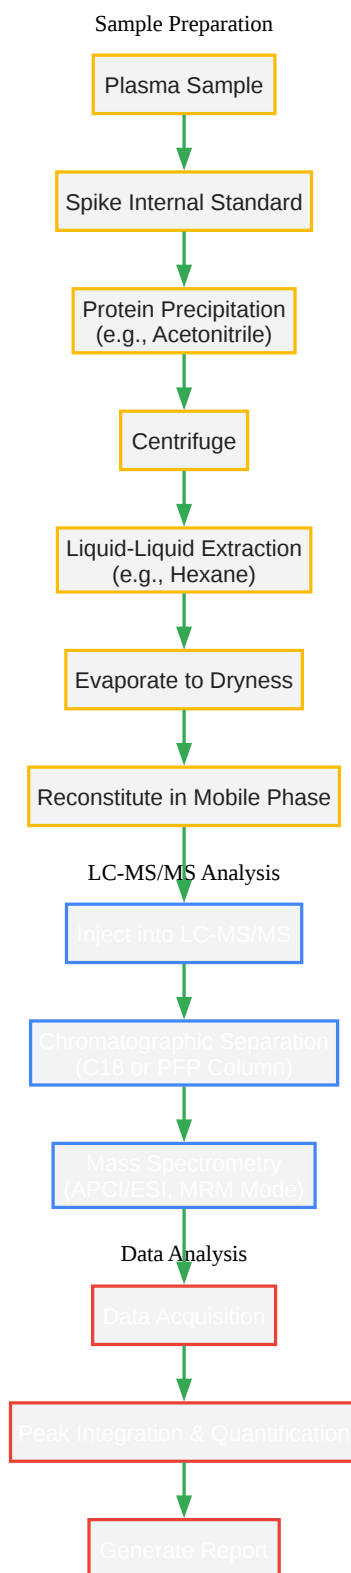 Sample Preparation
Plasma Sample
Spike Internal Standard
Protein Precipitation
(e.g., Acetonitrile)
Centrifuge
Liquid-Liquid Extraction
(e.g., Hexane)
Evaporate to Dryness
Reconstitute in Mobile Phase
LC-MS/MS Analysis
Inject into LC-MS/MS
Chromatographic Separation
(C18 or PFP Column)
Mass Spectrometry
(APCI/ESI, MRM Mode)
Data Analysis
Data Acquisition
Peak Integration & Quantification
Generate Report